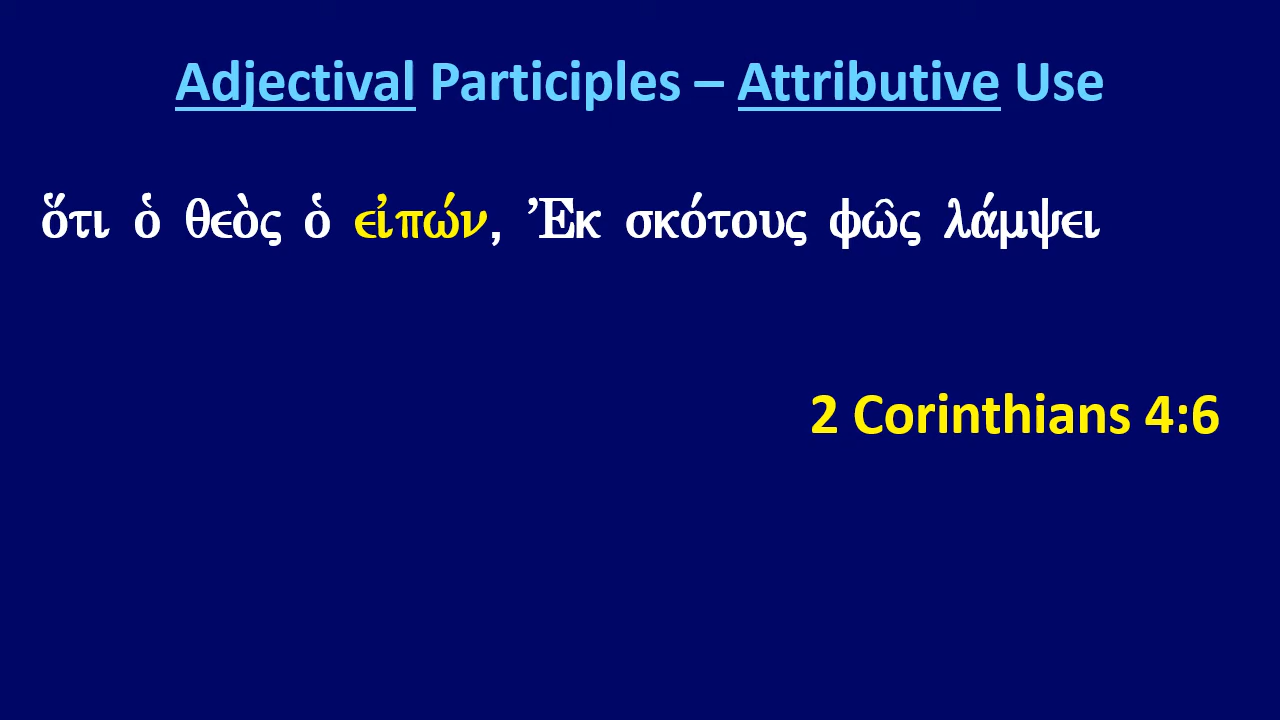 Adjectival Participles – Attributive Use
ὅτι ὁ θεὸς ὁ εἰπών, Ἐκ σκότους φῶς λάμψει
2 Corinthians 4:6